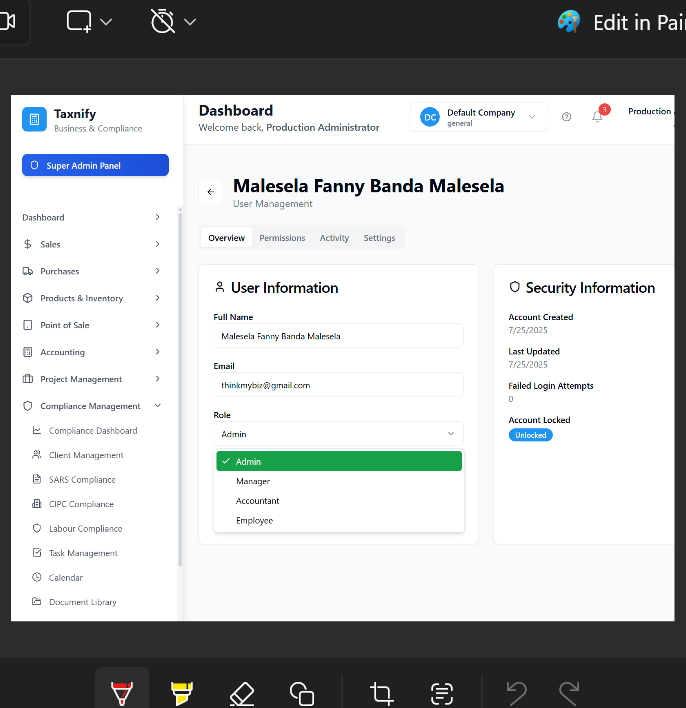 Edit in Pai
Taxnify
Business & Compliance
Super Admin Panel
Dashboard
Sales
Purchases
Products & Inventory
Point of Sale
Accounting
Project Management
Compliance Management
Compliance Dashboard
Client Management
SARS Compliance
CIPC Compliance
Labour Compliance
Task Management
Calendar
Document Library
Dashboard
Welcome back, Production Administrator
DC
Default Company
general
3
Production
Malesela Fanny Banda Malesela
User Management
Overview
Permissions
Activity
Settings
User Information
Full Name
Malesela Fanny Banda Malesela
Email
thinkmybiz@gmail.com
Role
Admin
Admin
Manager
Accountant
Employee
Security Information
Account Created
7/25/2025
Last Updated
7/25/2025
Failed Login Attempts
0
Account Locked
Unlocked